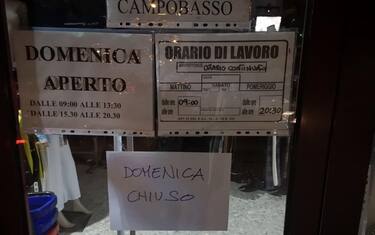 CAMPOBASSO
DOMENICA
APERTO
DALLE 09:00 ALLE 13:30
DALLE 15.30 ALLE 20.30
ORARIO DI LAVORO
ORARIO CONTINUATO
MATTINO
SABATO
POMERIGGIO
09:00
20:30
DOMENICA
CHIUSO